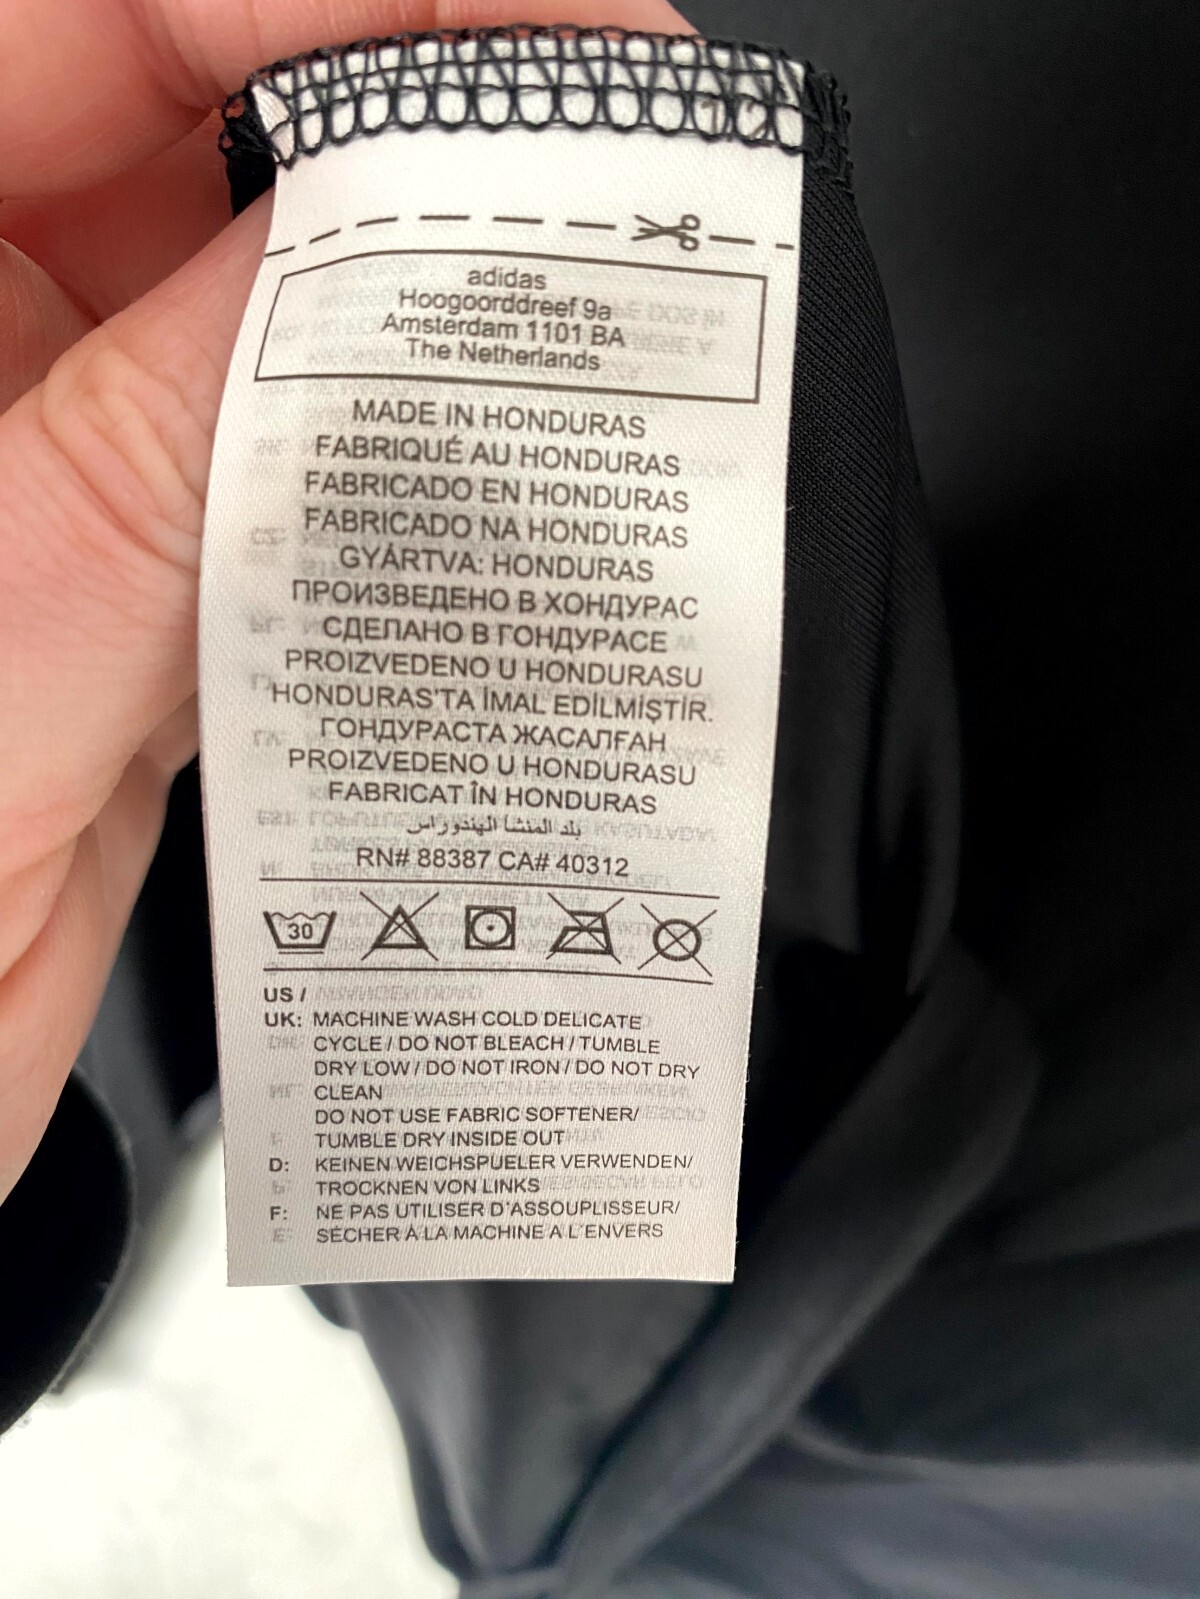 adidas
Hoogoorddreef 9a
Amsterdam 1101 BA
The Netherlands
MADE IN HONDURAS
FABRIQUÉ AU HONDURAS
FABRICADO EN HONDURAS
FABRICADO NA HONDURAS
GYÁRTVA: HONDURAS
ПРОИЗВЕДЕНО В ХОНДУРАС
СДЕЛАНО В ГОНДУРАСЕ
PROIZVEDENO U HONDURASU
HONDURAS'TA İMAL EDİLMİŞTİR.
ГОНДУРАСТА ЖАСАЛҒАН
PROIZVEDENO U HONDURASU
FABRICAT ÎN HONDURAS
بلد المنشأ الهندوراس
RN# 88387 CA# 40312
30
US /
UK: MACHINE WASH COLD DELICATE
CYCLE / DO NOT BLEACH / TUMBLE
DRY LOW / DO NOT IRON / DO NOT DRY
CLEAN
DO NOT USE FABRIC SOFTENER/
TUMBLE DRY INSIDE OUT
D: KEINEN WEICHSPUELER VERWENDEN/
TROCKNEN VON LINKS
F: NE PAS UTILISER D'ASSOUPLISSEUR/
SÉCHER À LA MACHINE A L'ENVERS